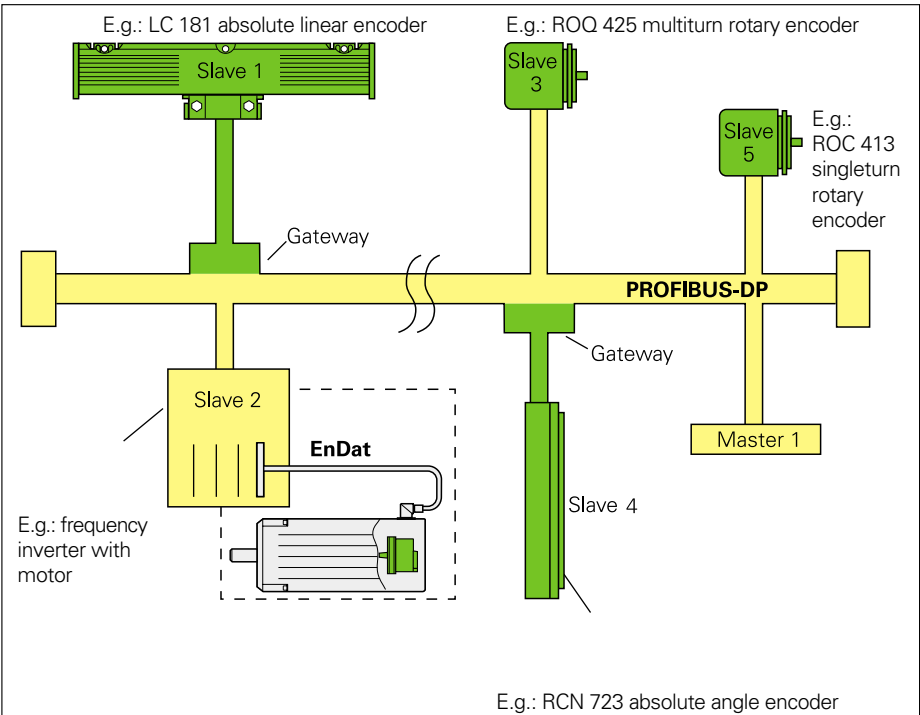 E.g.: LC 181 absolute linear encoder
E.g.: ROQ 425 multiturn rotary encoder
Slave 1
Slave
3
Slave
5
E.g.:
ROC 413
singleturn
rotary
encoder
Gateway
PROFIBUS-DP
Gateway
Slave 2
EnDat
Master 1
Slave 4
E.g.: frequency
inverter with
motor
E.g.: RCN 723 absolute angle encoder